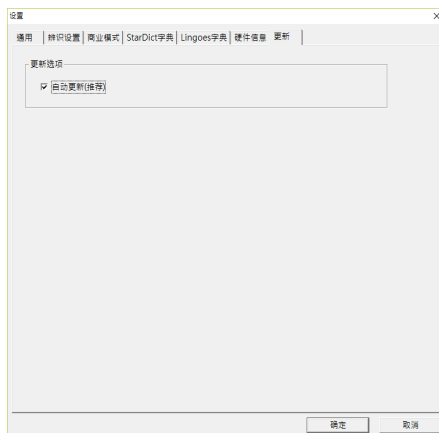 设置
通用 辨识设置 商业模式 StarDict字典 Lingoes字典 硬件信息 更新
更新选项
自动更新(推荐)
确定 取消